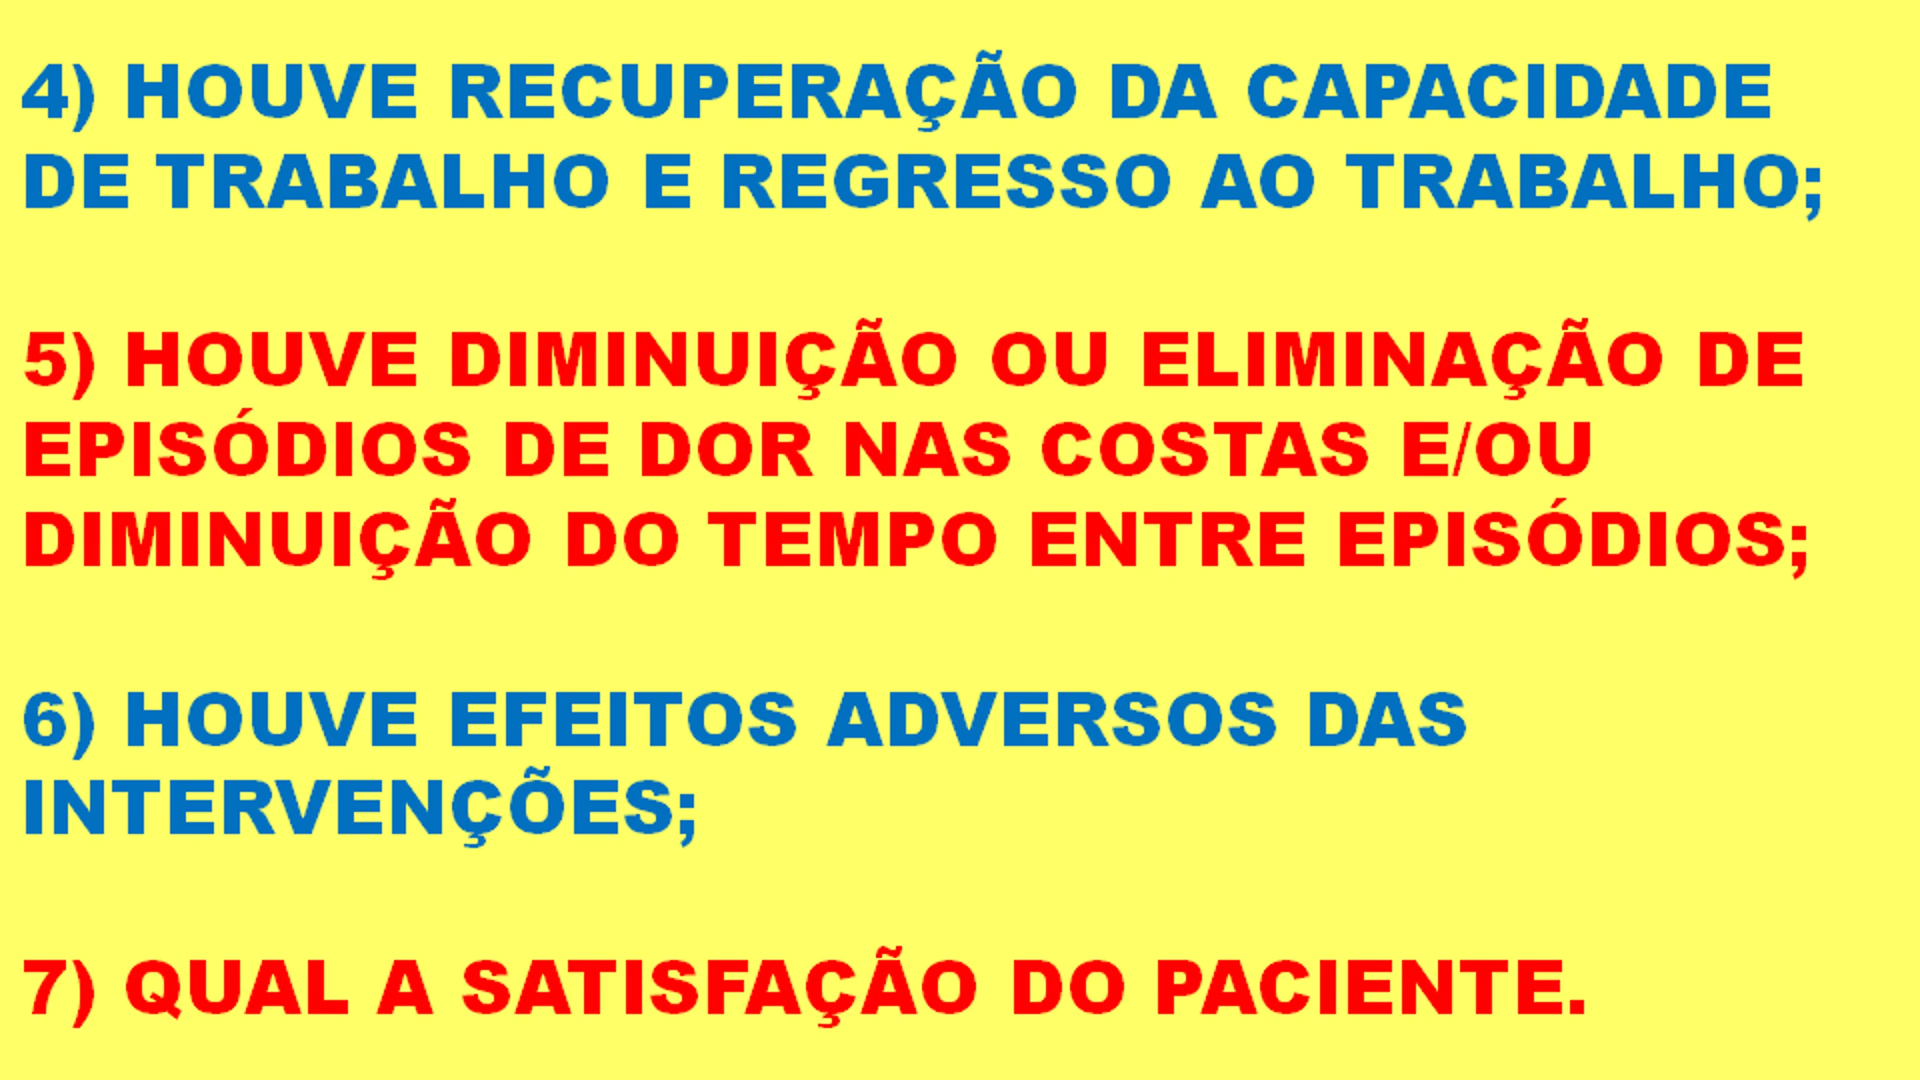 4) HOUVE RECUPERAÇÃO DA CAPACIDADE
DE TRABALHO E REGRESSO AO TRABALHO;
5) HOUVE DIMINUIÇÃO OU ELIMINAÇÃO DE
EPISÓDIOS DE DOR NAS COSTAS E/OU
DIMINUIÇÃO DO TEMPO ENTRE EPISÓDIOS;
6) HOUVE EFEITOS ADVERSOS DAS
INTERVENÇÕES;
7) QUAL A SATISFAÇÃO DO PACIENTE.